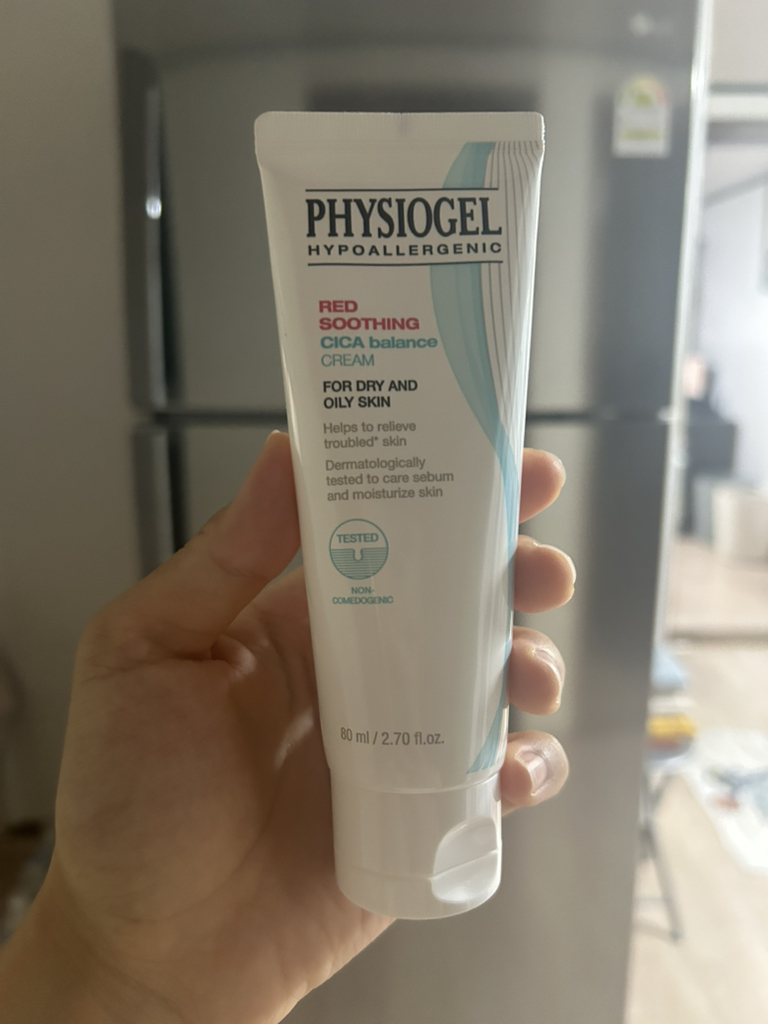 PHYSIOGEL
HYPOALLERGENIC
RED
SOOTHING
CICA balance
CREAM
FOR DRY AND
OILY SKIN
Helps to relieve
troubled* skin
Dermatologically
tested to care sebum
and moisturize skin
TESTED
NON-
COMEDOGENIC
80 ml / 2.70 fl.oz.